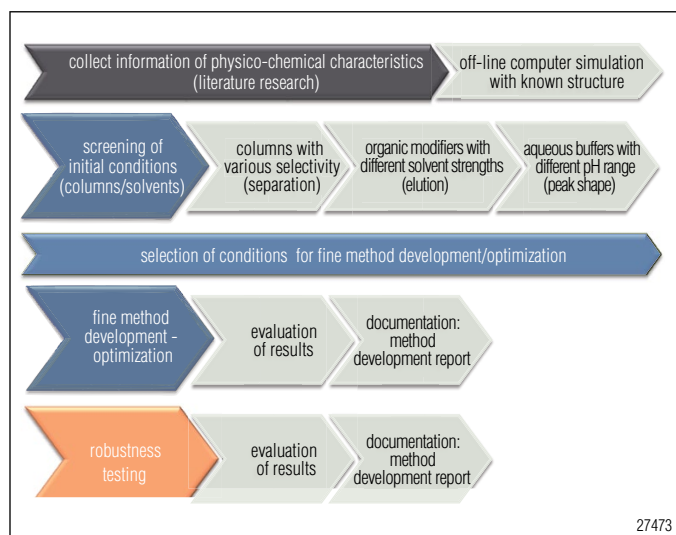 collect information of physico-chemical characteristics
(literature research)
off-line computer simulation
with known structure
screening of
initial conditions
(columns/solvents)
columns with
various selectivity
(separation)
organic modifiers with
different solvent strengths
(elution)
aqueous buffers with
different pH range
(peak shape)
selection of conditions for fine method development/optimization
fine method
development -
optimization
evaluation
of results
documentation:
method
development report
robustness
testing
evaluation
of results
documentation:
method
development report
27473